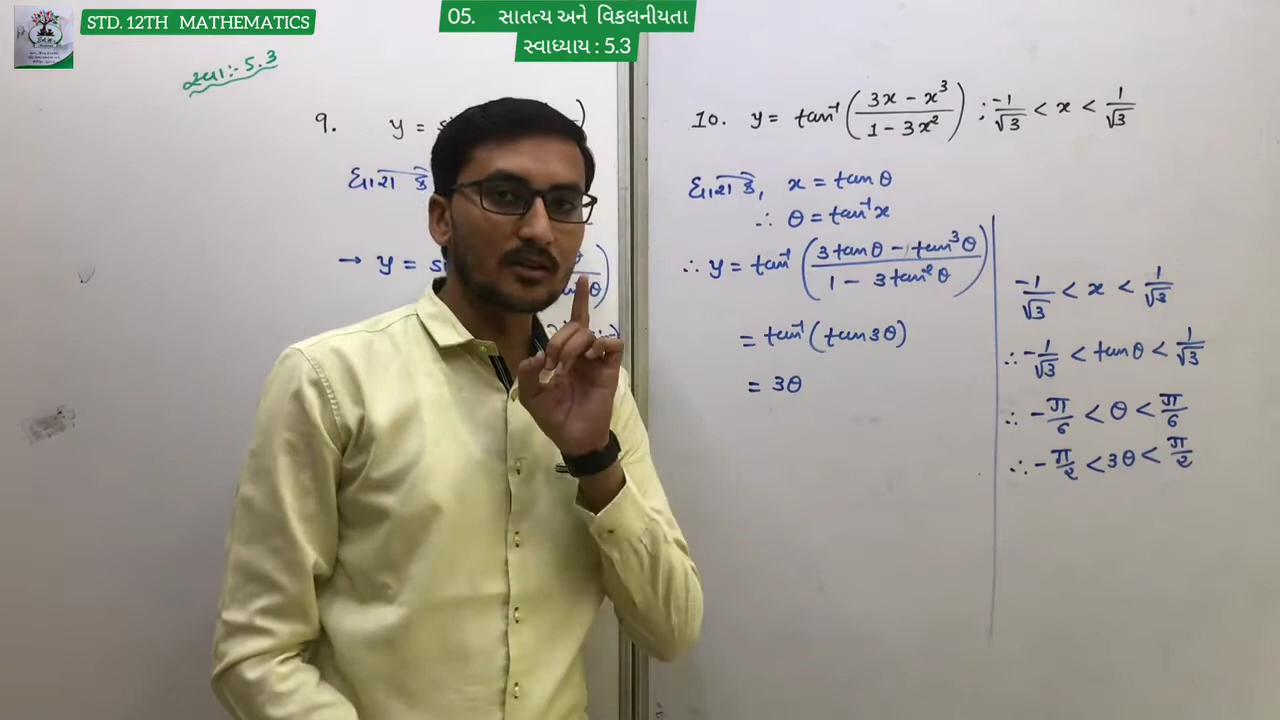 STD. 12TH MATHEMATICS
05. સાતત્ય અને વિકલનીયતા
સ્વાધ્યાય : 5.3
સ્વા:- 5.3
9. y =
ધારો કે
→ y =
10. y = tan⁻¹ (3x - x³ / 1 - 3x²) ; -1/√3 < x < 1/√3
ધારો કે, x = tan θ
∴ θ = tan⁻¹x
∴ y = tan⁻¹ (3 tan θ - tan³ θ / 1 - 3 tan² θ)
= tan⁻¹ (tan 3θ)
= 3θ
-1/√3 < x < 1/√3
∴ -1/√3 < tan θ < 1/√3
∴ -π/6 < θ < π/6
∴ -π/2 < 3θ < π/2